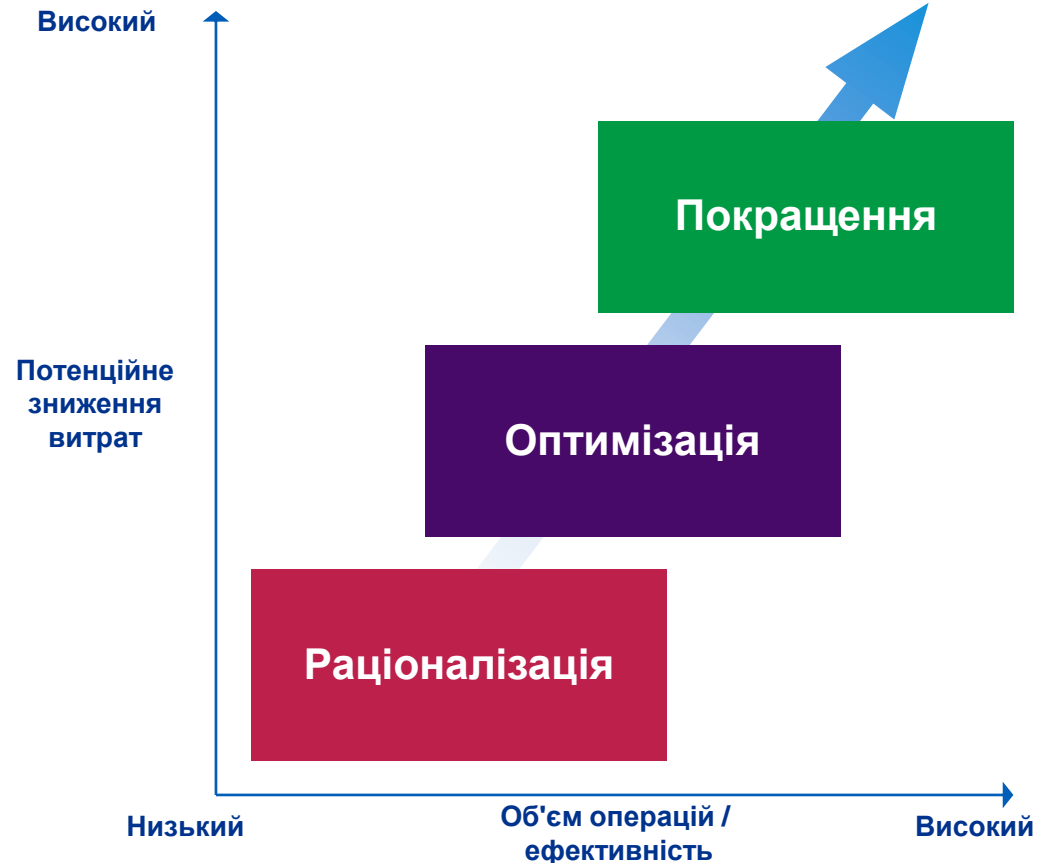 Високий
Покращення
Потенційне
зниження
витрат
Оптимізація
Раціоналізація
Низький
Об'єм операцій /
ефективність
Високий